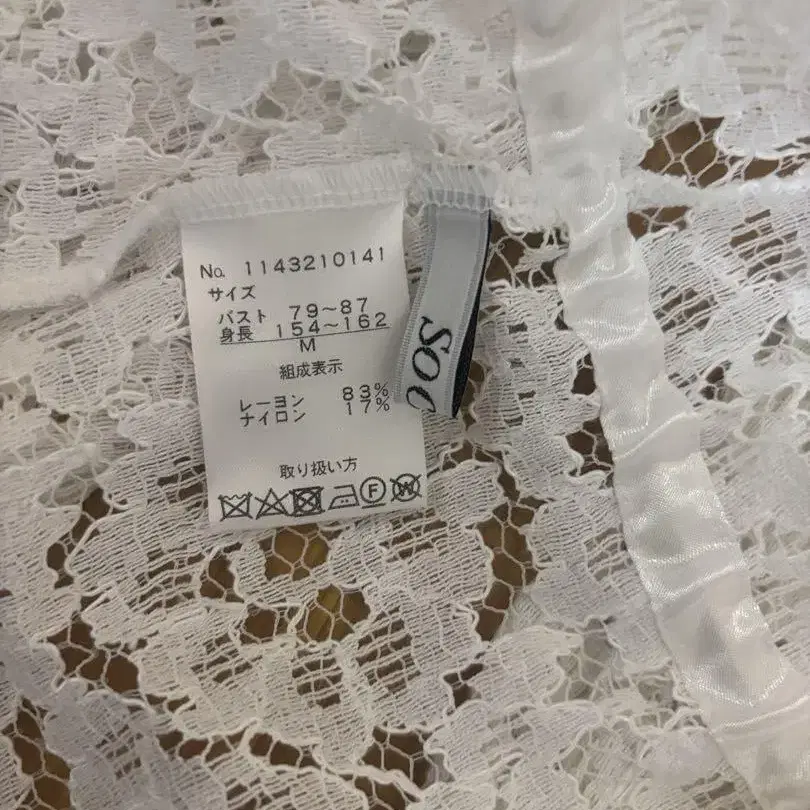 No. 1143210141
サイズ
バスト 79～87
身長 154～162
M
組成表示
レーヨン 83%
ナイロン 17%
取り扱い方
F W